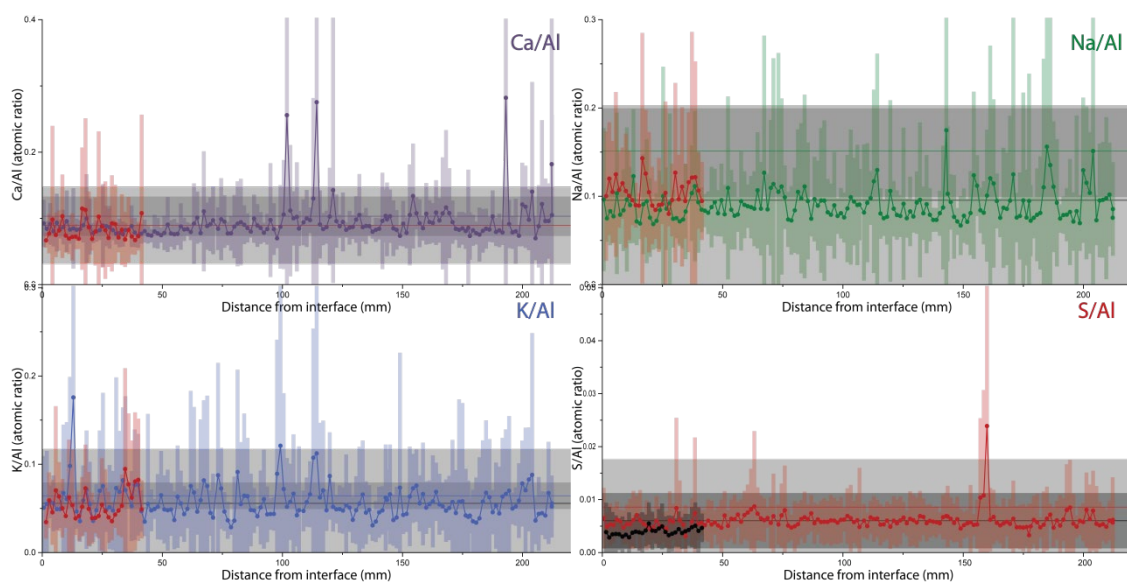 0.4
Ca/Al
0.2
Ca/Al (atomic ratio)
0 50 100 150 200
Distance from interface (mm)
0.3
Na/Al
0.2
Na/Al (atomic ratio)
0.1
0 50 100 150 200
Distance from interface (mm)
0.3
K/Al
0.2
K/Al (atomic ratio)
0.1
0.0
0 50 100 150 200
Distance from interface (mm)
0.05
S/Al
0.04
0.03
0.02
S/Al (atomic ratio)
0.01
0.00
0 50 100 150 200
Distance from interface (mm)